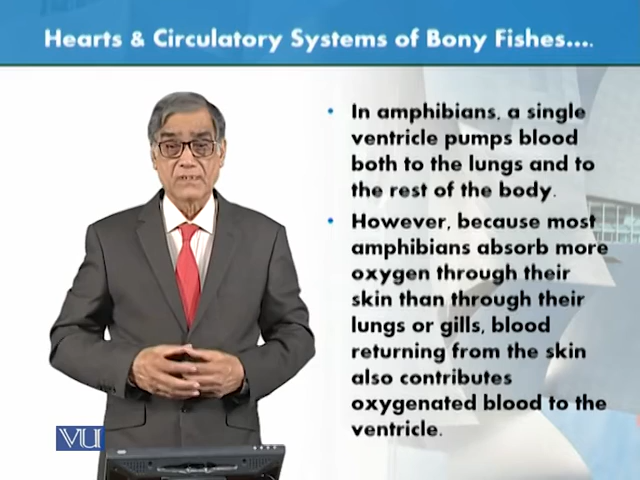 Hearts & Circulatory Systems of Bony Fishes....
• In amphibians, a single
ventricle pumps blood
both to the lungs and to
the rest of the body.
• However, because most
amphibians absorb more
oxygen through their
skin than through their
lungs or gills, blood
returning from the skin
also contributes
oxygenated blood to the
ventricle.
VU